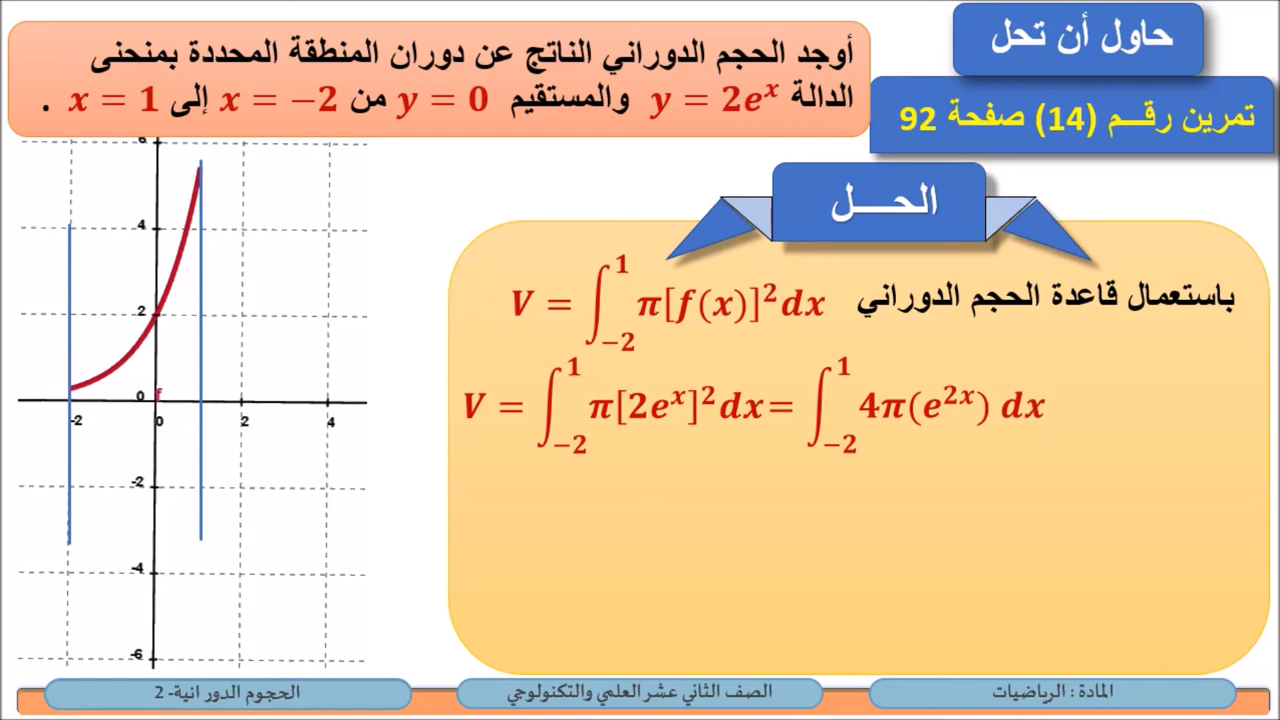 حاول أن تحل
تمرين رقـــم (14) صفحة 92
أوجد الحجم الدوراني الناتج عن دوران المنطقة المحددة بمنحنى
الدالة y = 2e^x والمستقيم y = 0 من x = −2 إلى x = 1 .
الحـــــل
باستعمال قاعدة الحجم الدوراني V = ∫_{−2}^{1} π[f(x)]² dx
V = ∫_{−2}^{1} π[2e^x]² dx = ∫_{−2}^{1} 4π(e^{2x}) dx
6
4
2
0
f
-2 0 2 4
-2
-4
-6
المادة : الرياضيات
الصف الثاني عشر العلمي والتكنولوجي
الحجوم الدورانية- 2